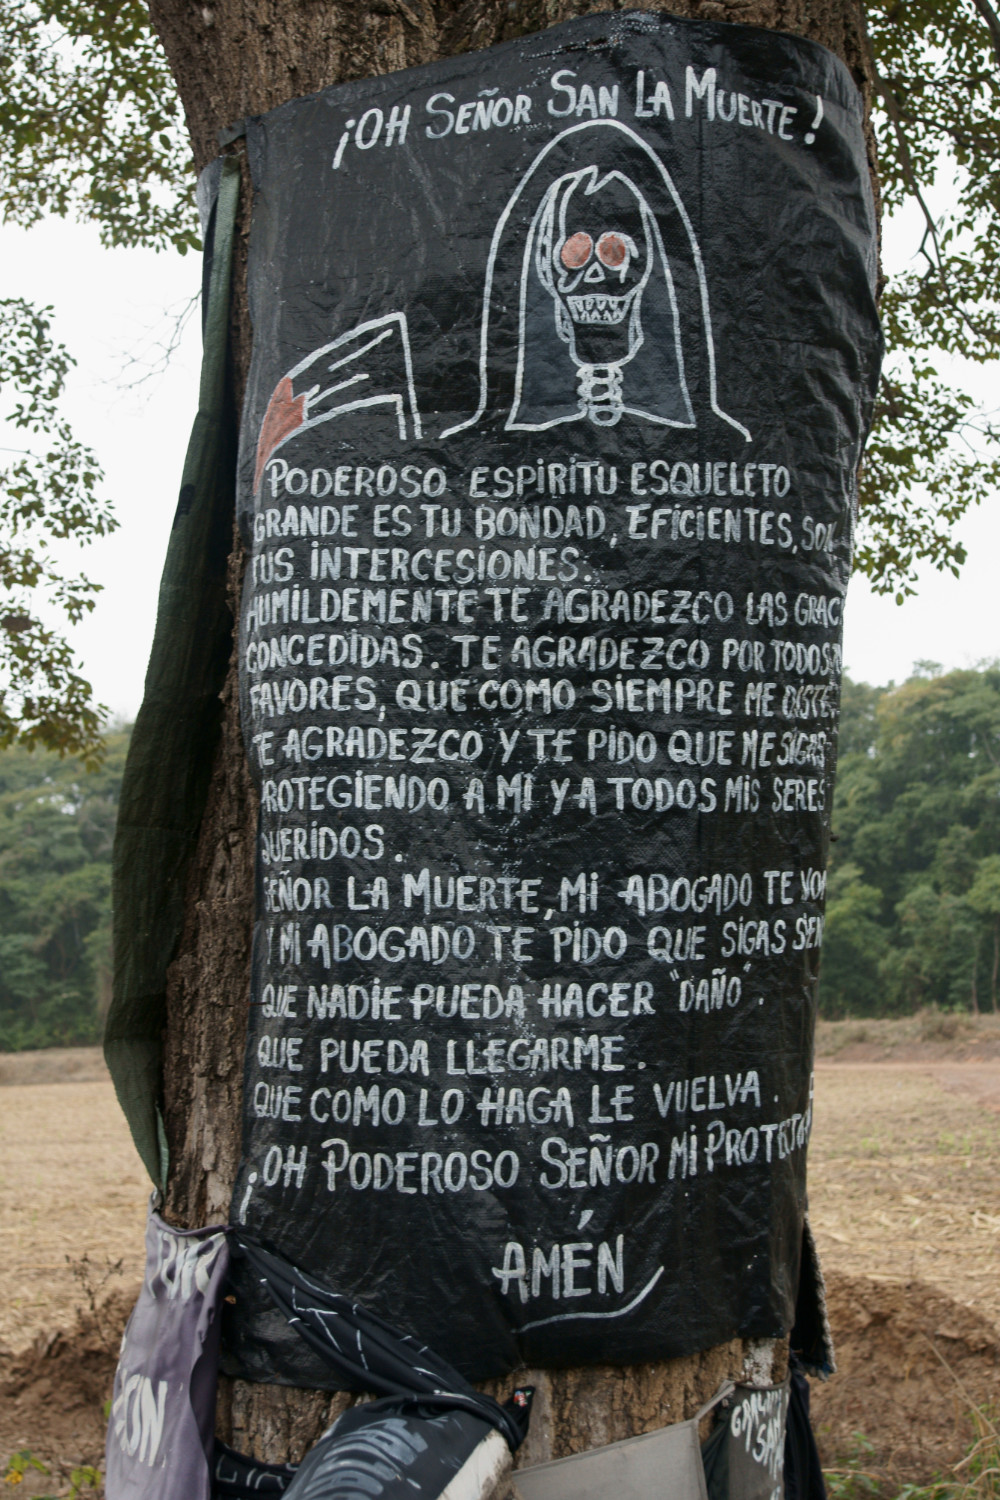 ¡OH SEÑOR SAN LA MUERTE!
PODEROSO ESPIRITU ESQUELETO
GRANDE ES TU BONDAD, EFICIENTES, SON
TUS INTERCESIONES.
HUMILDEMENTE TE AGRADEZCO LAS GRAC
CONCEDIDAS. TE AGRADEZCO POR TODOS
FAVORES, QUE COMO SIEMPRE ME DISTE.
TE AGRADEZCO Y TE PIDO QUE ME SIGAS
PROTEGIENDO A MI Y A TODOS MIS SERES
QUERIDOS.
SEÑOR LA MUERTE, MI ABOGADO TE
Y MI ABOGADO TE PIDO QUE SIGAS
QUE NADIE PUEDA HACER "DAÑO".
QUE PUEDA LLEGARME.
QUE COMO LO HAGA LE VUELVA.
¡OH PODEROSO SEÑOR MI PROTECTOR
AMÉN